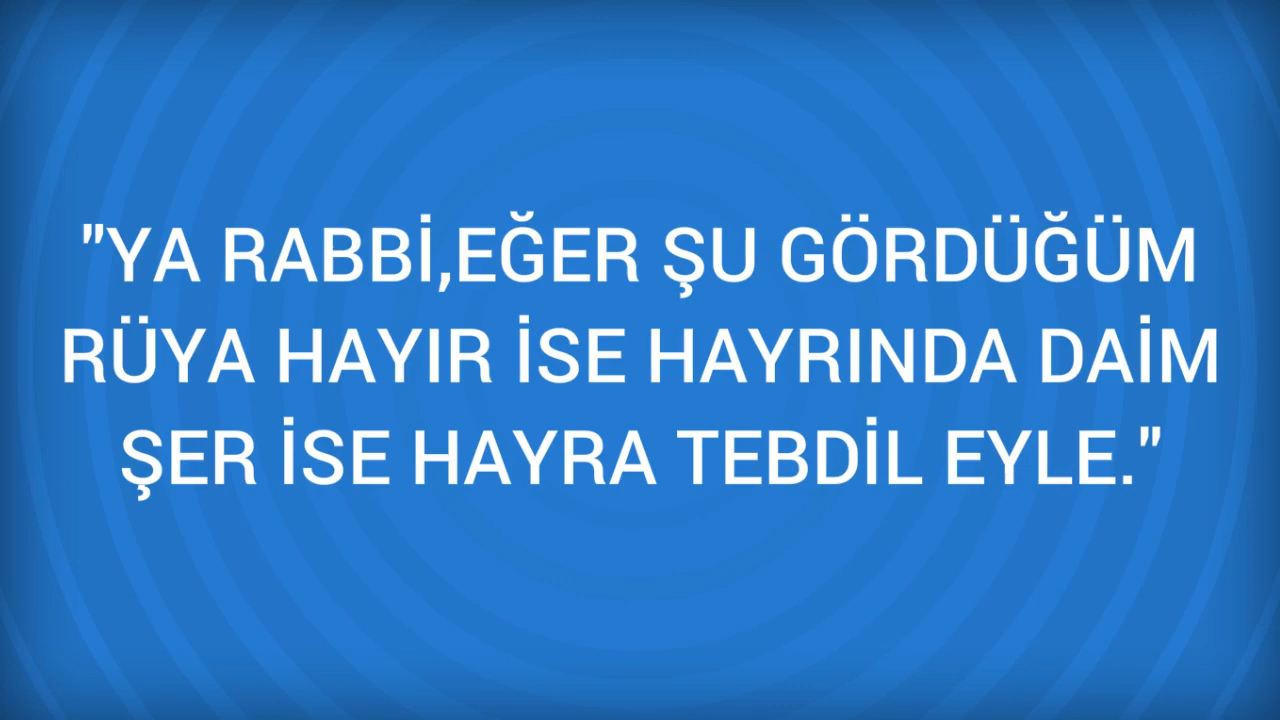 "YA RABBİ,EĞER ŞU GÖRDÜĞÜM
RÜYA HAYIR İSE HAYRINDA DAİM
ŞER İSE HAYRA TEBDİL EYLE."